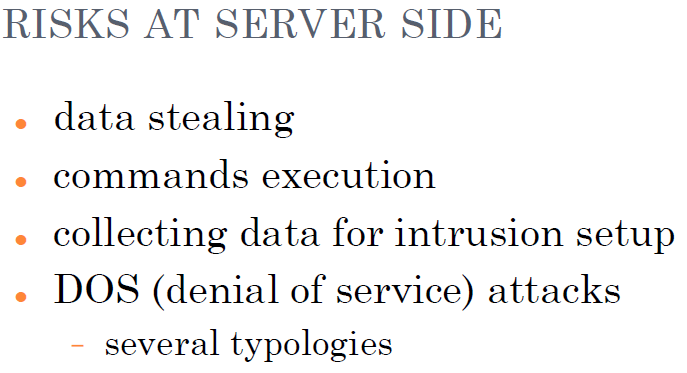 RISKS AT SERVER SIDE
• data stealing
• commands execution
• collecting data for intrusion setup
• DOS (denial of service) attacks
– several typologies